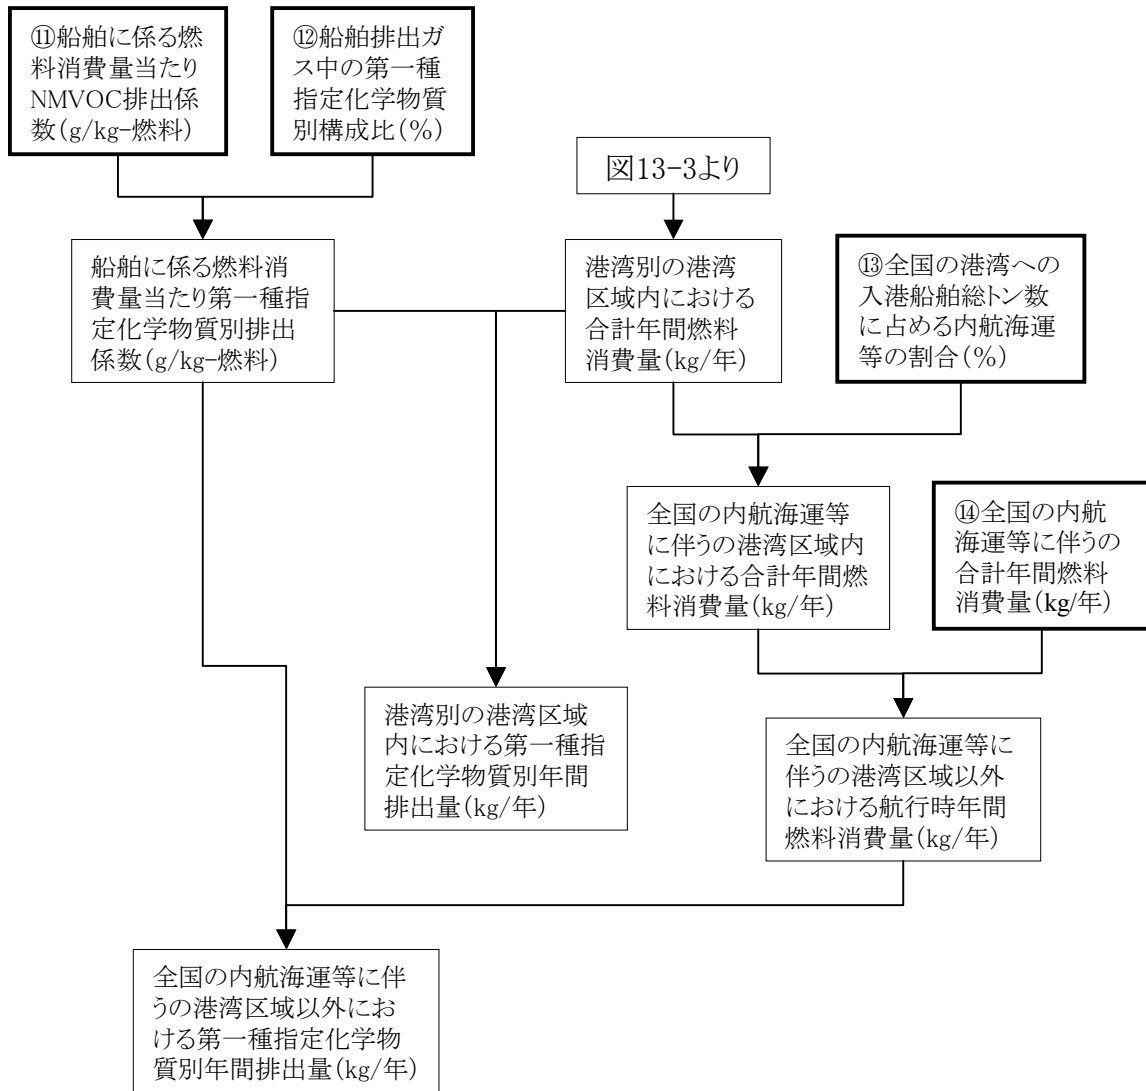 ⑪船舶に係る燃
料消費量当たり
NMVOC排出係
数(g/kg-燃料)
⑫船舶排出ガ
ス中の第一種
指定化学物質
別構成比(%)
図13-3より
船舶に係る燃料消
費量当たり第一種指
定化学物質別排出
係数(g/kg-燃料)
港湾別の港湾
区域内における
合計年間燃料
消費量(kg/年)
⑬全国の港湾への
入港船舶総トン数
に占める内航海運
等の割合(%)
全国の内航海運等
に伴うの港湾区域内
における合計年間燃
料消費量(kg/年)
⑭全国の内航
海運等に伴うの
合計年間燃料
消費量(kg/年)
港湾別の港湾区域
内における第一種指
定化学物質別年間
排出量(kg/年)
全国の内航海運等に
伴うの港湾区域以外
における航行時年間
燃料消費量(kg/年)
全国の内航海運等に伴
うの港湾区域以外にお
ける第一種指定化学物
質別年間排出量(kg/年)